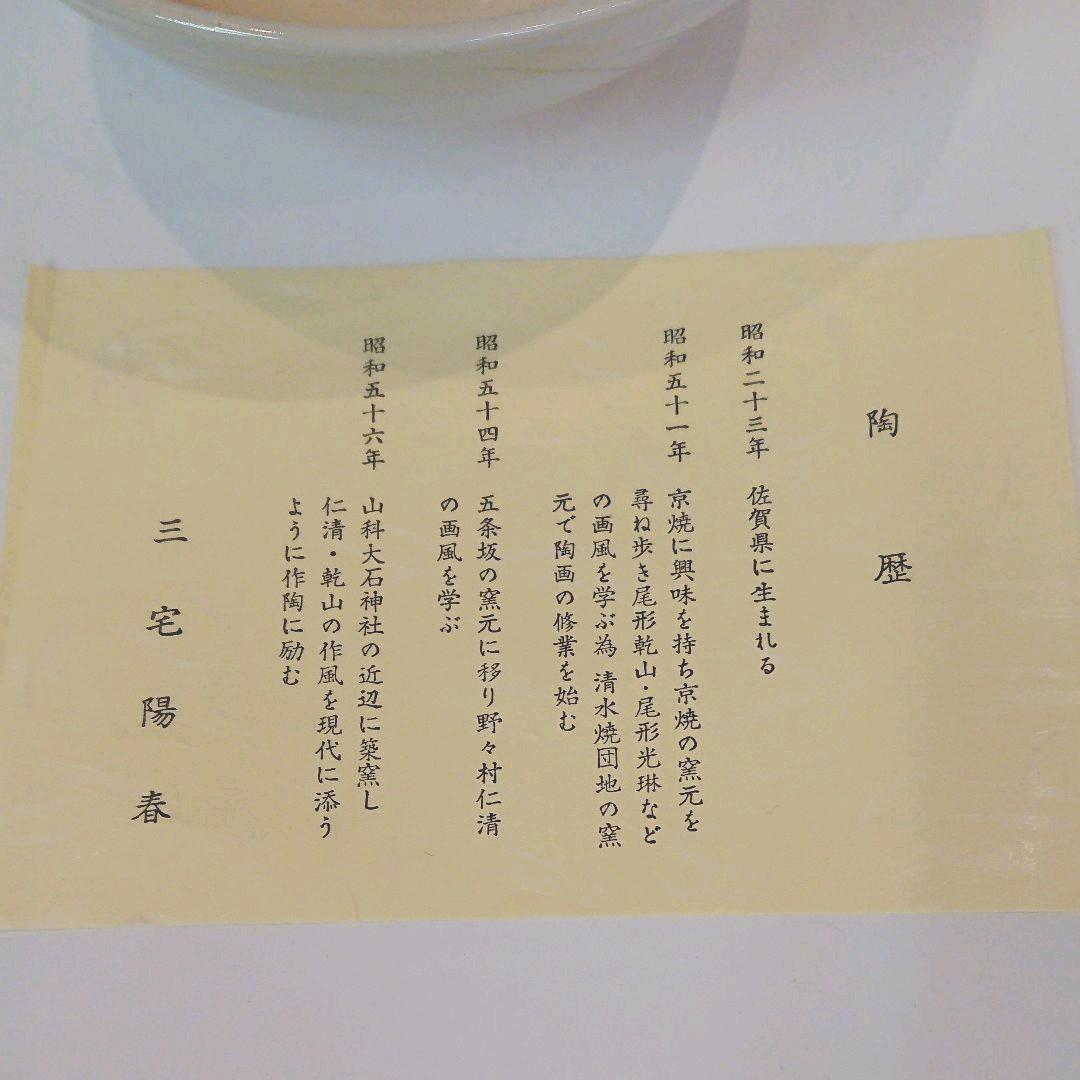 陶歴
昭和二十三年 佐賀県に生まれる
昭和五十一年 京焼に興味を持ち京焼の窯元を
尋ね歩き尾形乾山・尾形光琳など
の画風を学ぶ為 清水焼団地の窯
元で陶画の修業を始む
昭和五十四年 五条坂の窯元に移り野々村仁清
の画風を学ぶ
昭和五十六年 山科大石神社の近辺に築窯し
仁清・乾山の作風を現代に添う
ように作陶に励む
三宅陽春